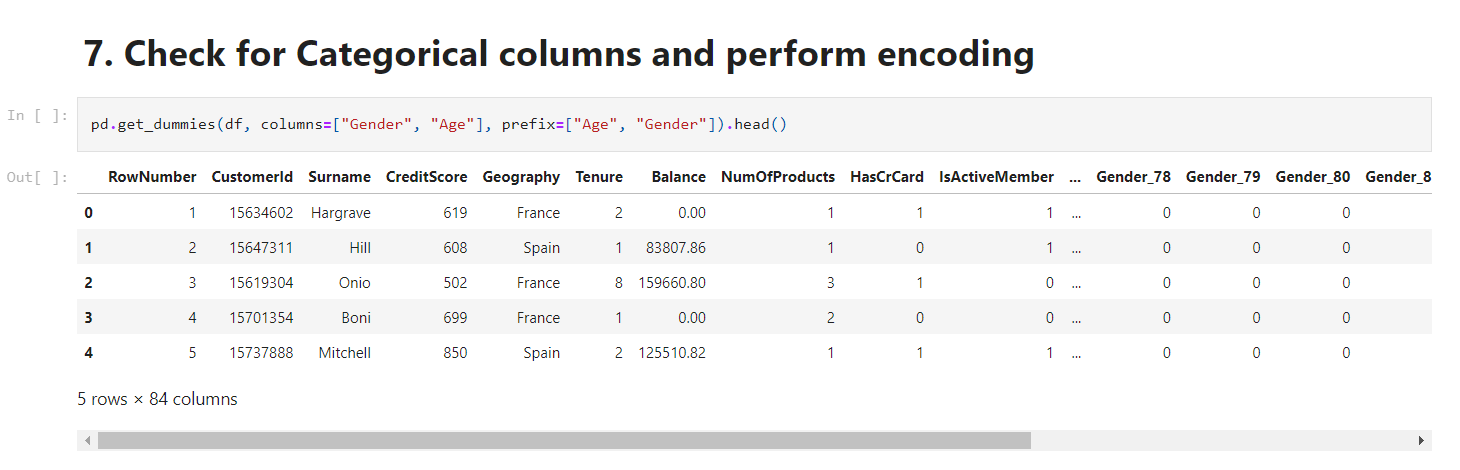 7. Check for Categorical columns and perform encoding
In [ ]: pd.get_dummies(df, columns=["Gender", "Age"], prefix=["Age", "Gender"]).head()
Out[ ]: RowNumber CustomerId Surname CreditScore Geography Tenure Balance NumOfProducts HasCrCard IsActiveMember ... Gender_78 Gender_79 Gender_80 Gender_8
0 1 15634602 Hargrave 619 France 2 0.00 1 1 1 ... 0 0 0
1 2 15647311 Hill 608 Spain 1 83807.86 1 0 1 ... 0 0 0
2 3 15619304 Onio 502 France 8 159660.80 3 1 0 ... 0 0 0
3 4 15701354 Boni 699 France 1 0.00 2 0 0 ... 0 0 0
4 5 15737888 Mitchell 850 Spain 2 125510.82 1 1 1 ... 0 0 0
5 rows × 84 columns